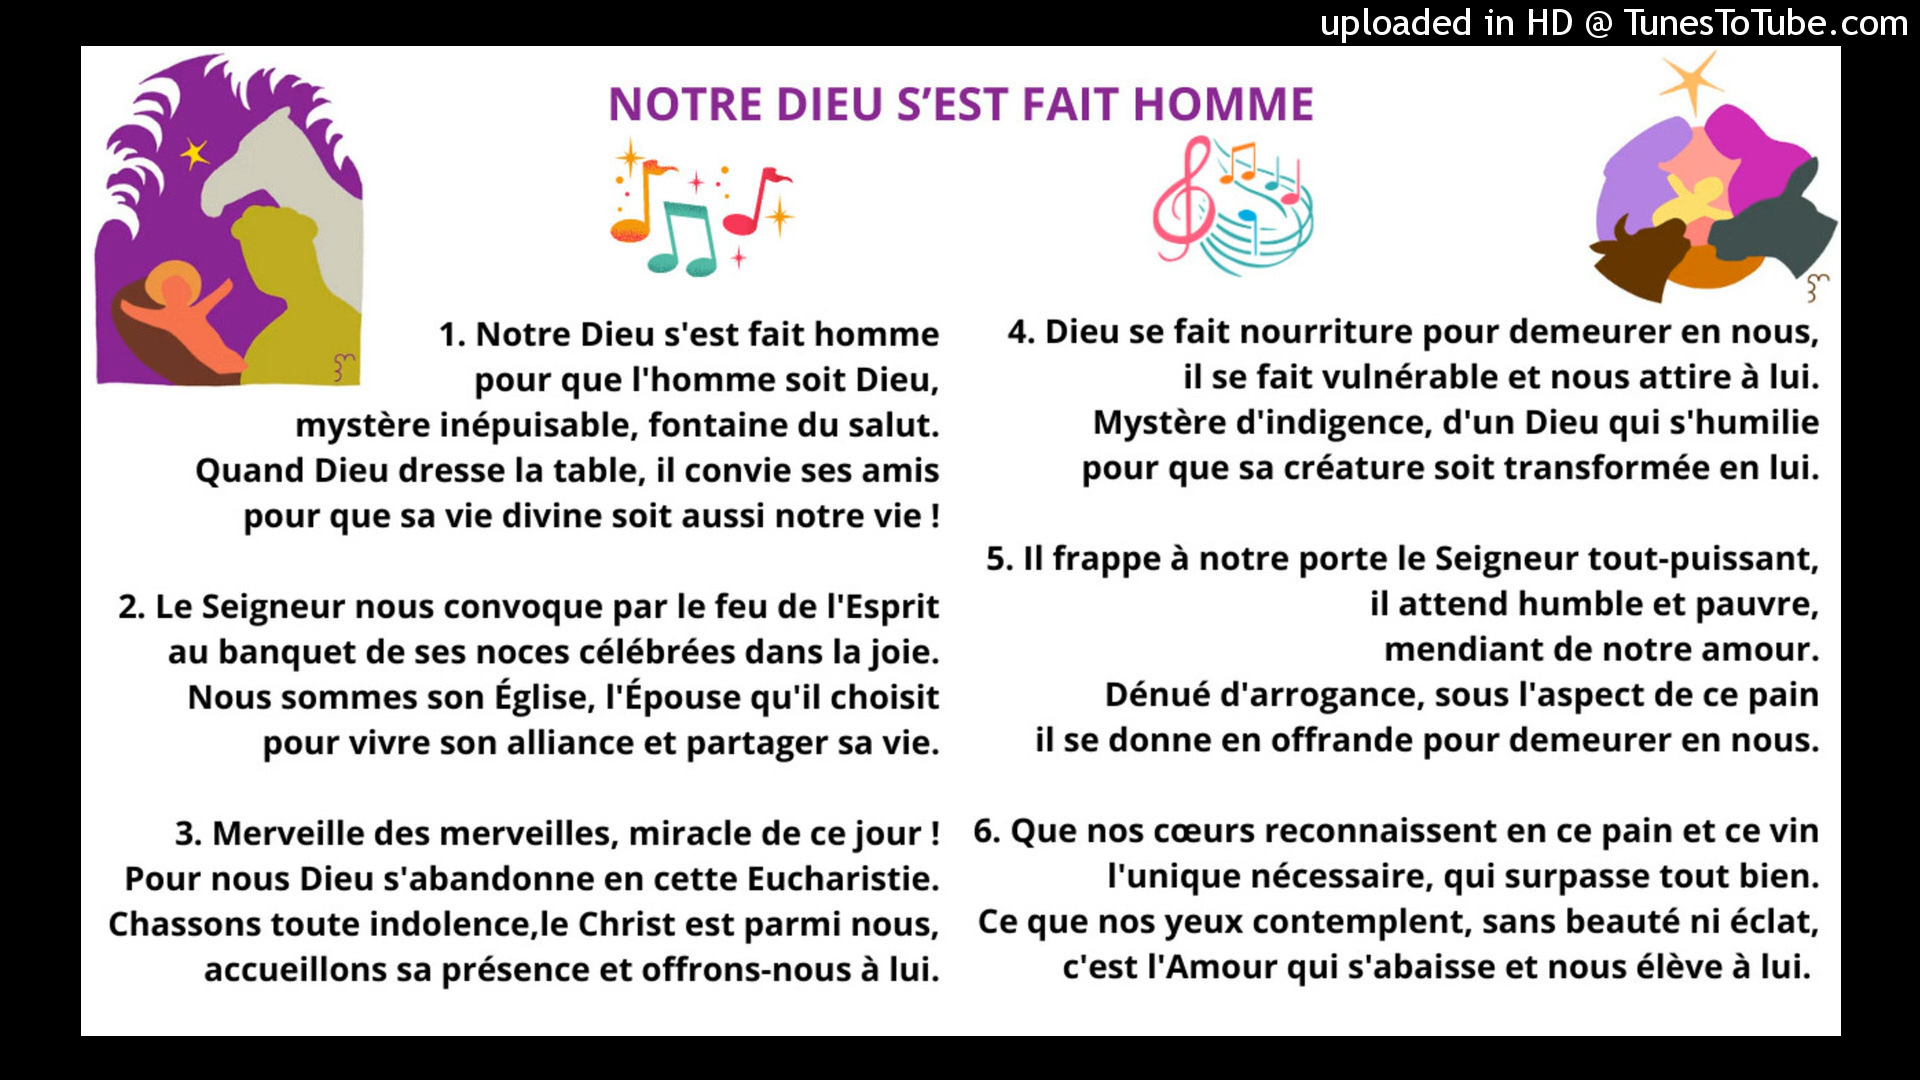 uploaded in HD @ TunesToTube.com
NOTRE DIEU S’EST FAIT HOMME
1. Notre Dieu s'est fait homme
pour que l'homme soit Dieu,
mystère inépuisable, fontaine du salut.
Quand Dieu dresse la table, il convie ses amis
pour que sa vie divine soit aussi notre vie !
2. Le Seigneur nous convoque par le feu de l'Esprit
au banquet de ses noces célébrées dans la joie.
Nous sommes son Église, l'Épouse qu'il choisit
pour vivre son alliance et partager sa vie.
3. Merveille des merveilles, miracle de ce jour !
Pour nous Dieu s'abandonne en cette Eucharistie.
Chassons toute indolence,le Christ est parmi nous,
accueillons sa présence et offrons-nous à lui.
4. Dieu se fait nourriture pour demeurer en nous,
il se fait vulnérable et nous attire à lui.
Mystère d'indigence, d'un Dieu qui s'humilie
pour que sa créature soit transformée en lui.
5. Il frappe à notre porte le Seigneur tout-puissant,
il attend humble et pauvre,
mendiant de notre amour.
Dénué d'arrogance, sous l'aspect de ce pain
il se donne en offrande pour demeurer en nous.
6. Que nos cœurs reconnaissent en ce pain et ce vin
l'unique nécessaire, qui surpasse tout bien.
Ce que nos yeux contemplent, sans beauté ni éclat,
c'est l'Amour qui s'abaisse et nous élève à lui.